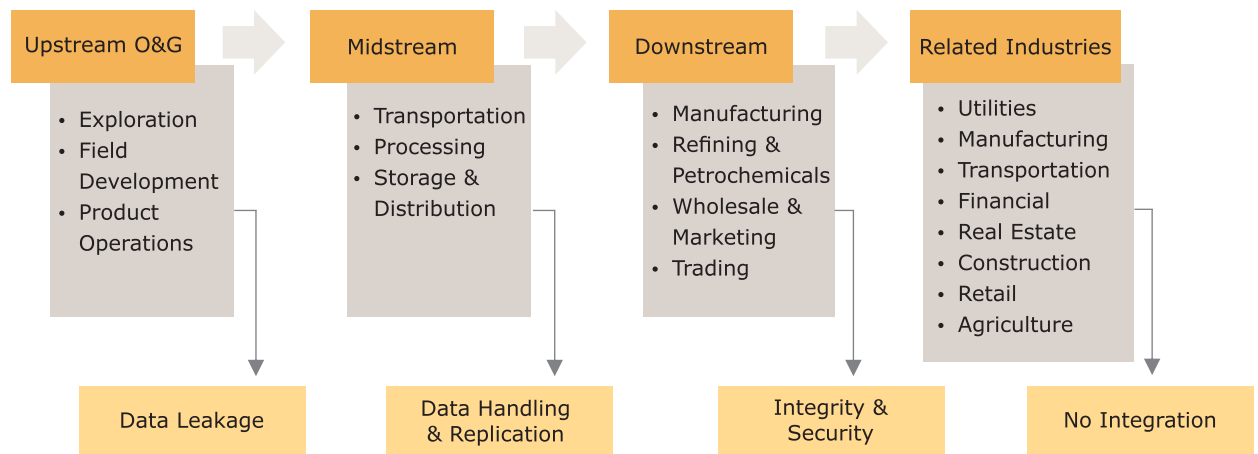 Upstream O&G
• Exploration
• Field
Development
• Product
Operations
Data Leakage
Midstream
• Transportation
• Processing
• Storage &
Distribution
Data Handling
& Replication
Downstream
• Manufacturing
• Refining &
Petrochemicals
• Wholesale &
Marketing
• Trading
Integrity &
Security
Related Industries
• Utilities
• Manufacturing
• Transportation
• Financial
• Real Estate
• Construction
• Retail
• Agriculture
No Integration